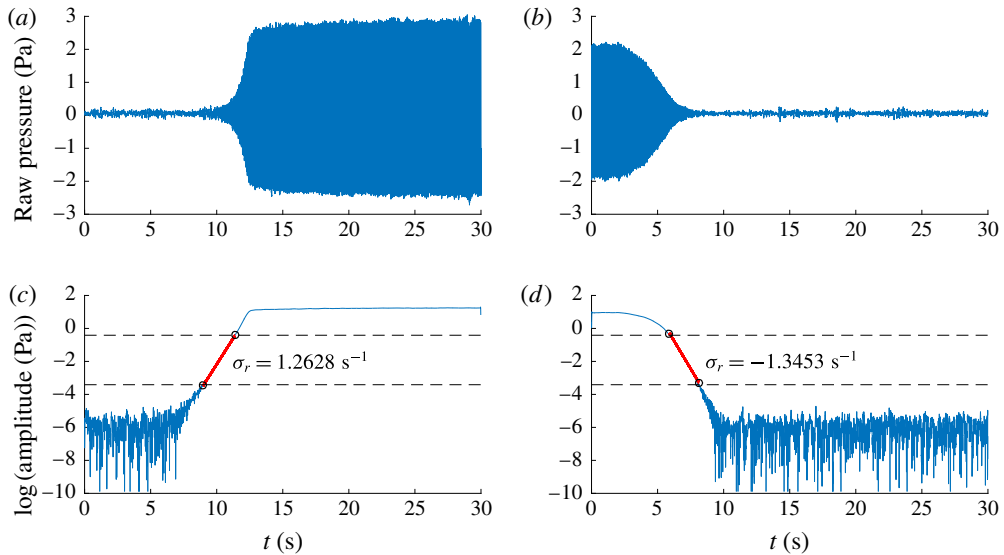 (a)
(b)
Raw pressure (Pa)
3
2
1
0
−1
−2
−3
0 5 10 15 20 25 30
3
2
1
0
−1
−2
−3
0 5 10 15 20 25 30
(c)
(d)
log (amplitude (Pa))
2
0
−2
−4
−6
−8
−10
σr = 1.2628 s−1
0 5 10 15 20 25 30
t (s)
2
0
−2
−4
−6
−8
−10
σr = −1.3453 s−1
0 5 10 15 20 25 30
t (s)